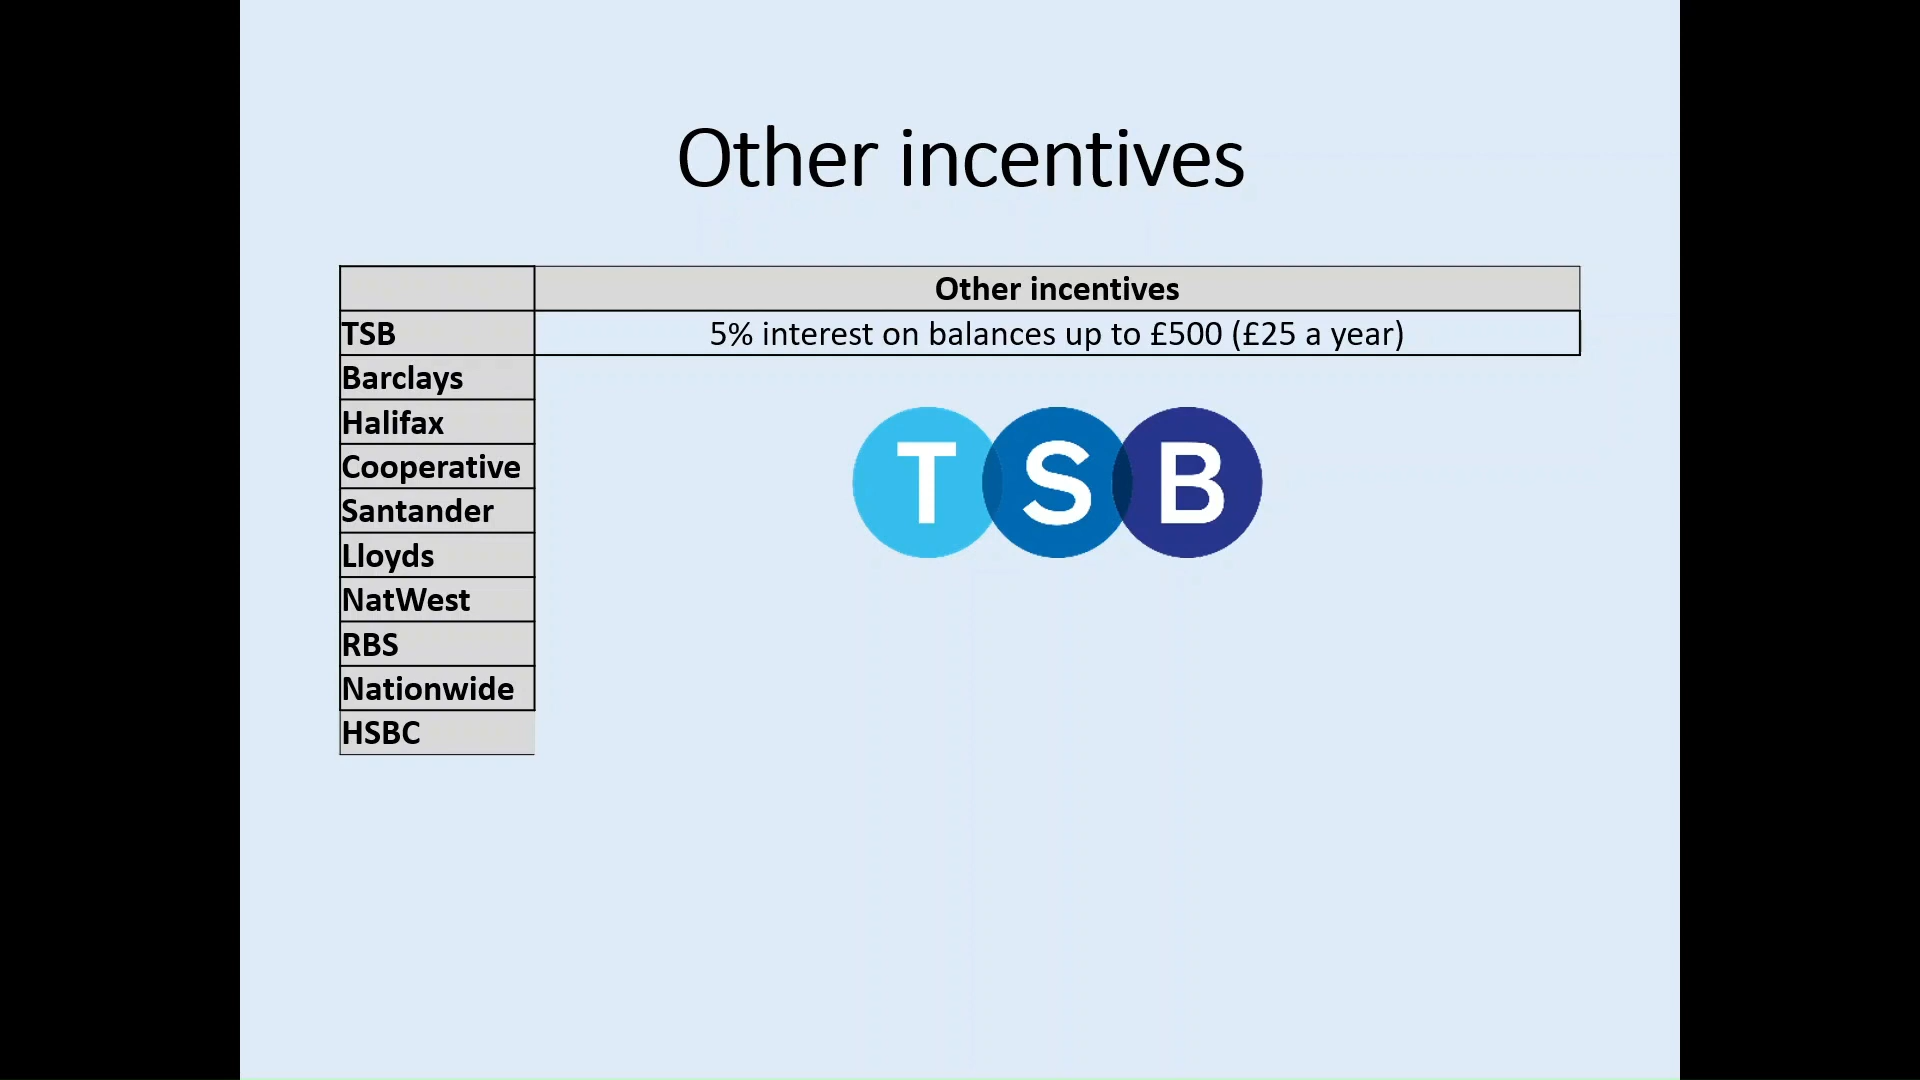 Other incentives
Other incentives
TSB 5% interest on balances up to £500 (£25 a year)
Barclays
Halifax
Cooperative
Santander
Lloyds
NatWest
RBS
Nationwide
HSBC
TSB